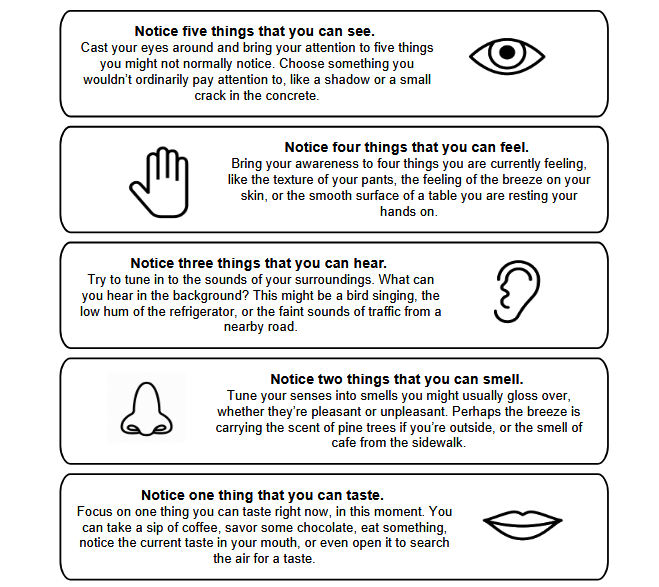 Notice five things that you can see.
Cast your eyes around and bring your attention to five things
you might not normally notice. Choose something you
wouldn't ordinarily pay attention to, like a shadow or a small
crack in the concrete.
Notice four things that you can feel.
Bring your awareness to four things you are currently feeling,
like the texture of your pants, the feeling of the breeze on your
skin, or the smooth surface of a table you are resting your
hands on.
Notice three things that you can hear.
Try to tune in to the sounds of your surroundings. What can
you hear in the background? This might be a bird singing, the
low hum of the refrigerator, or the faint sounds of traffic from a
nearby road.
Notice two things that you can smell.
Tune your senses into smells you might usually gloss over,
whether they're pleasant or unpleasant. Perhaps the breeze is
carrying the scent of pine trees if you're outside, or the smell of
cafe from the sidewalk.
Notice one thing that you can taste.
Focus on one thing you can taste right now, in this moment. You
can take a sip of coffee, savor some chocolate, eat something,
notice the current taste in your mouth, or even open it to search
the air for a taste.